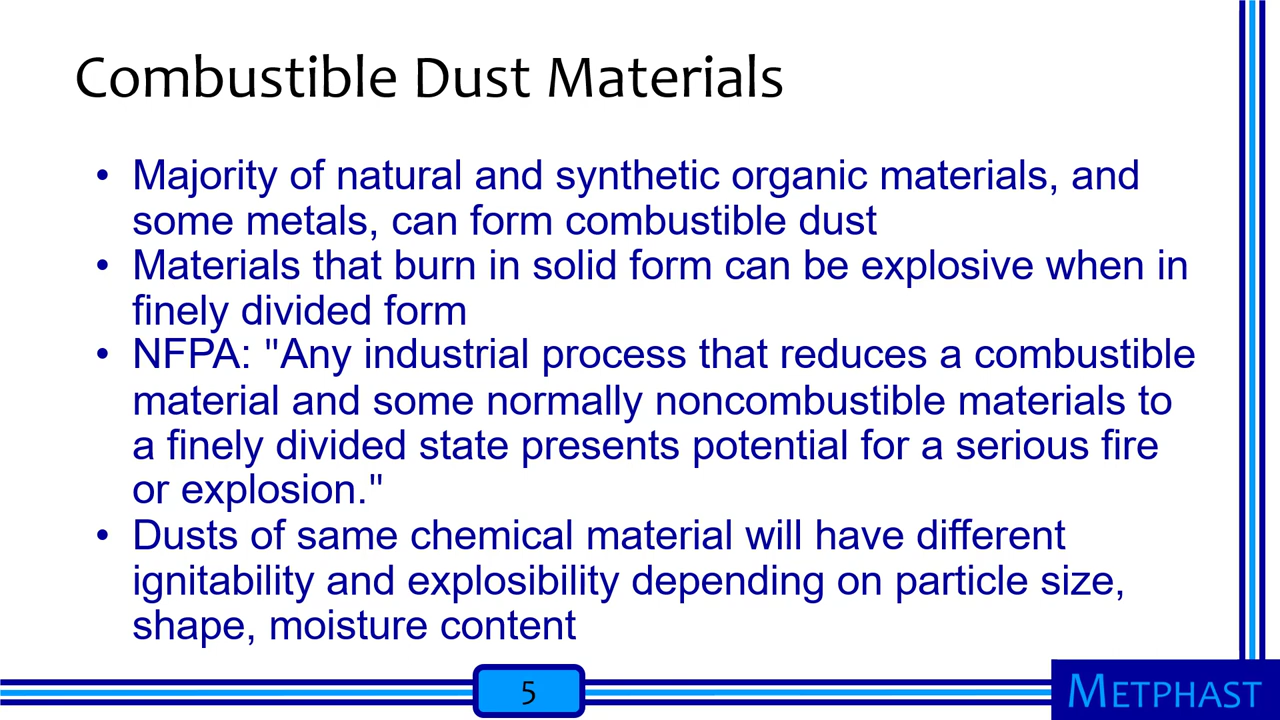 Combustible Dust Materials
• Majority of natural and synthetic organic materials, and
some metals, can form combustible dust
• Materials that burn in solid form can be explosive when in
finely divided form
• NFPA: "Any industrial process that reduces a combustible
material and some normally noncombustible materials to
a finely divided state presents potential for a serious fire
or explosion."
• Dusts of same chemical material will have different
ignitability and explosibility depending on particle size,
shape, moisture content
5
METPHAST